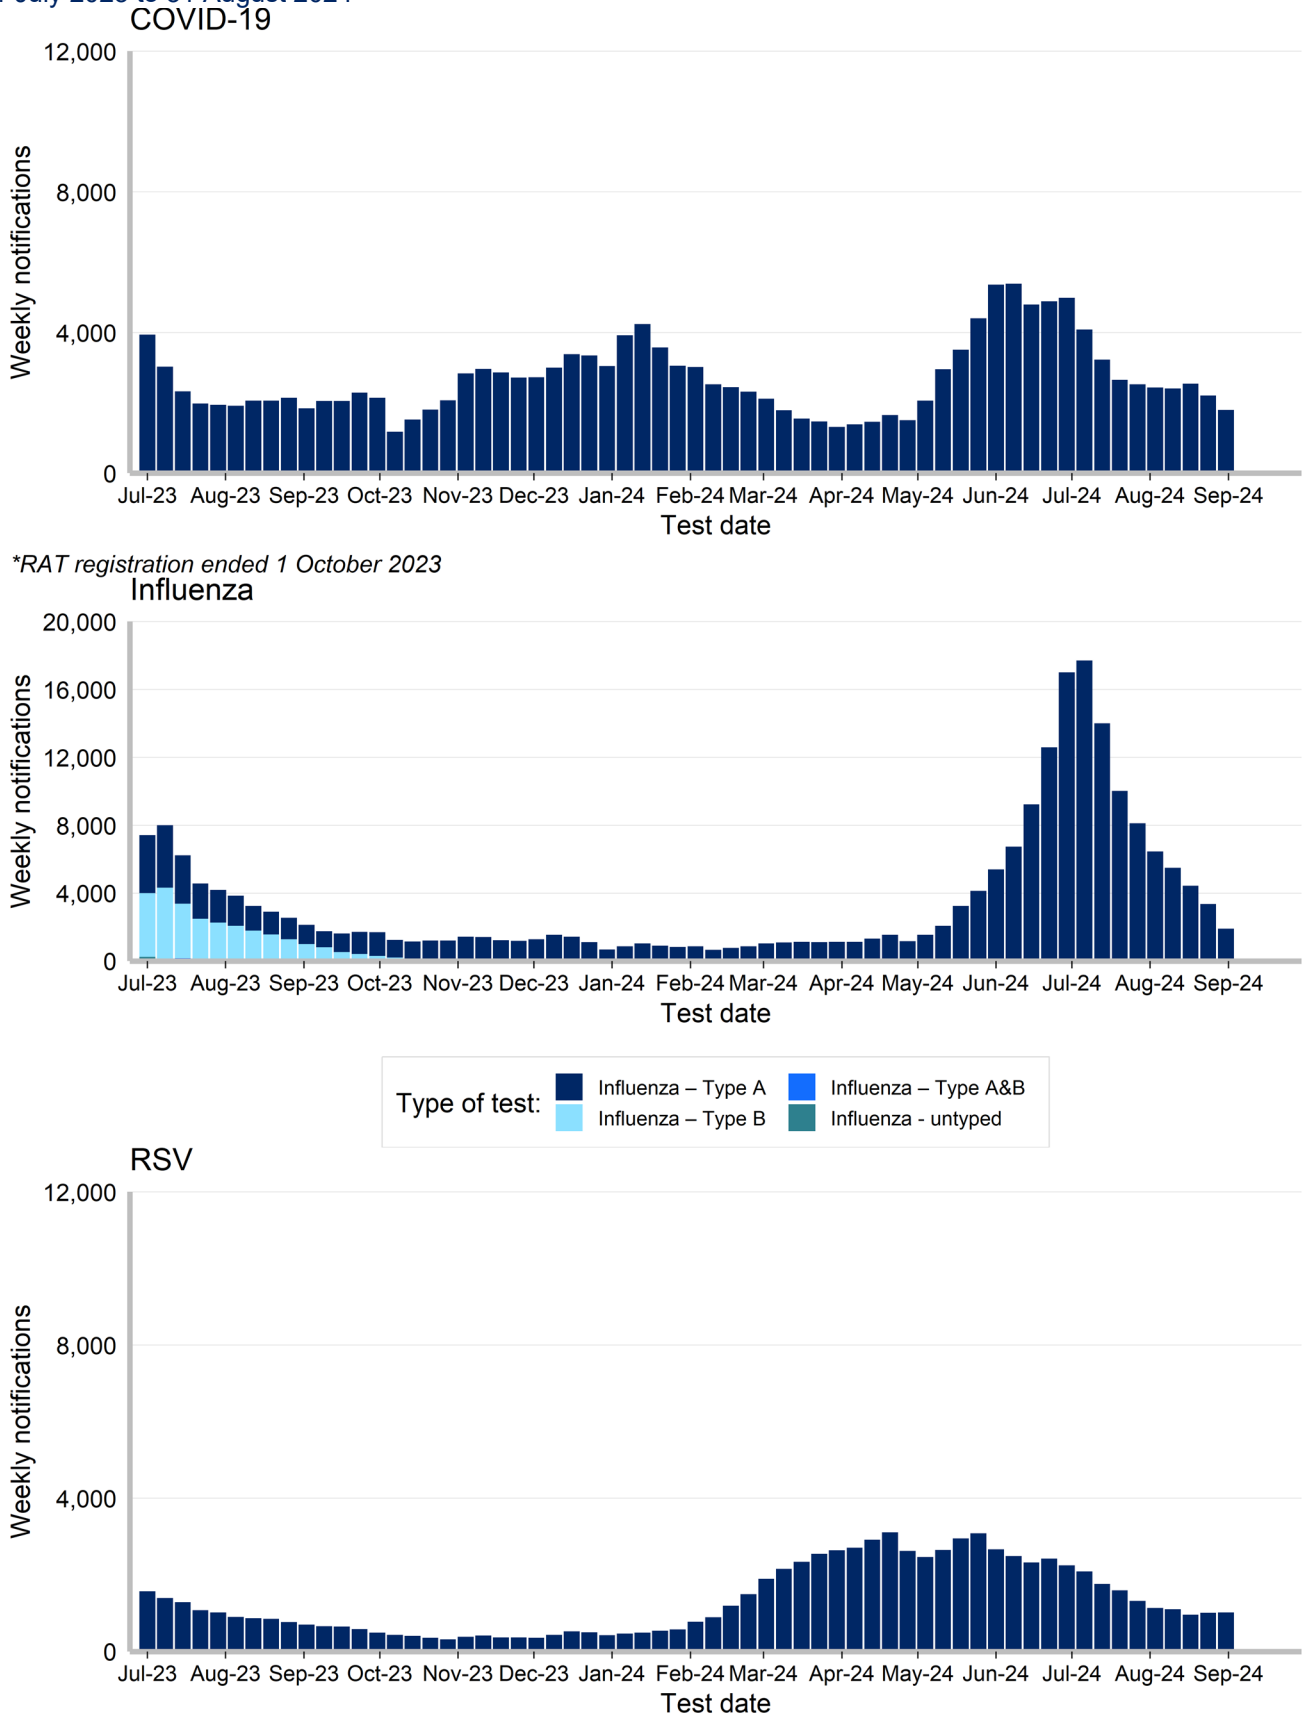 July 2023 to 31 August 2024
COVID-19
12,000
8,000
4,000
0
Weekly notifications
Jul-23 Aug-23 Sep-23 Oct-23 Nov-23 Dec-23 Jan-24 Feb-24 Mar-24 Apr-24 May-24 Jun-24 Jul-24 Aug-24 Sep-24
Test date
*RAT registration ended 1 October 2023
Influenza
20,000
16,000
12,000
8,000
4,000
0
Weekly notifications
Jul-23 Aug-23 Sep-23 Oct-23 Nov-23 Dec-23 Jan-24 Feb-24 Mar-24 Apr-24 May-24 Jun-24 Jul-24 Aug-24 Sep-24
Test date
Type of test:
Influenza – Type A
Influenza – Type A&B
Influenza – Type B
Influenza - untyped
RSV
12,000
8,000
4,000
0
Weekly notifications
Jul-23 Aug-23 Sep-23 Oct-23 Nov-23 Dec-23 Jan-24 Feb-24 Mar-24 Apr-24 May-24 Jun-24 Jul-24 Aug-24 Sep-24
Test date